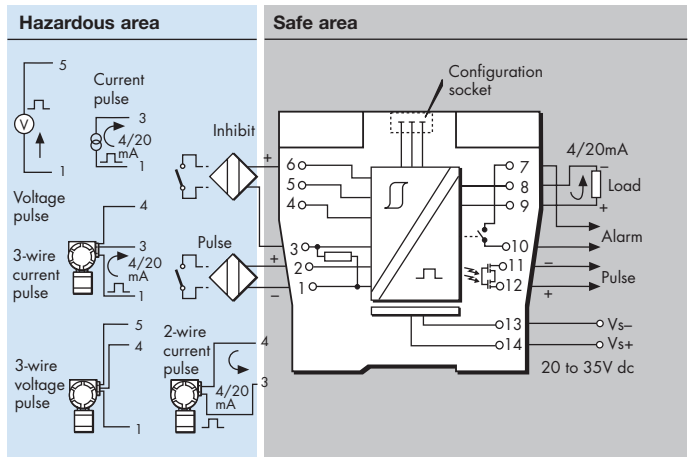 Hazardous area
Safe area
5
V
1
Voltage
pulse
Current
pulse
3
4/20
mA
1
Inhibit
4
3-wire
current
pulse
3
4/20
mA
1
Pulse
3-wire
voltage
pulse
5
4
1
2-wire
current
pulse
4
4/20
mA
3
Configuration
socket
+
6
5
4
3
+
2
1
−
7
8
9
10
11
12
13
14
4/20mA
−
Load
+
Alarm
−
Pulse
+
Vs−
Vs+
20 to 35V dc